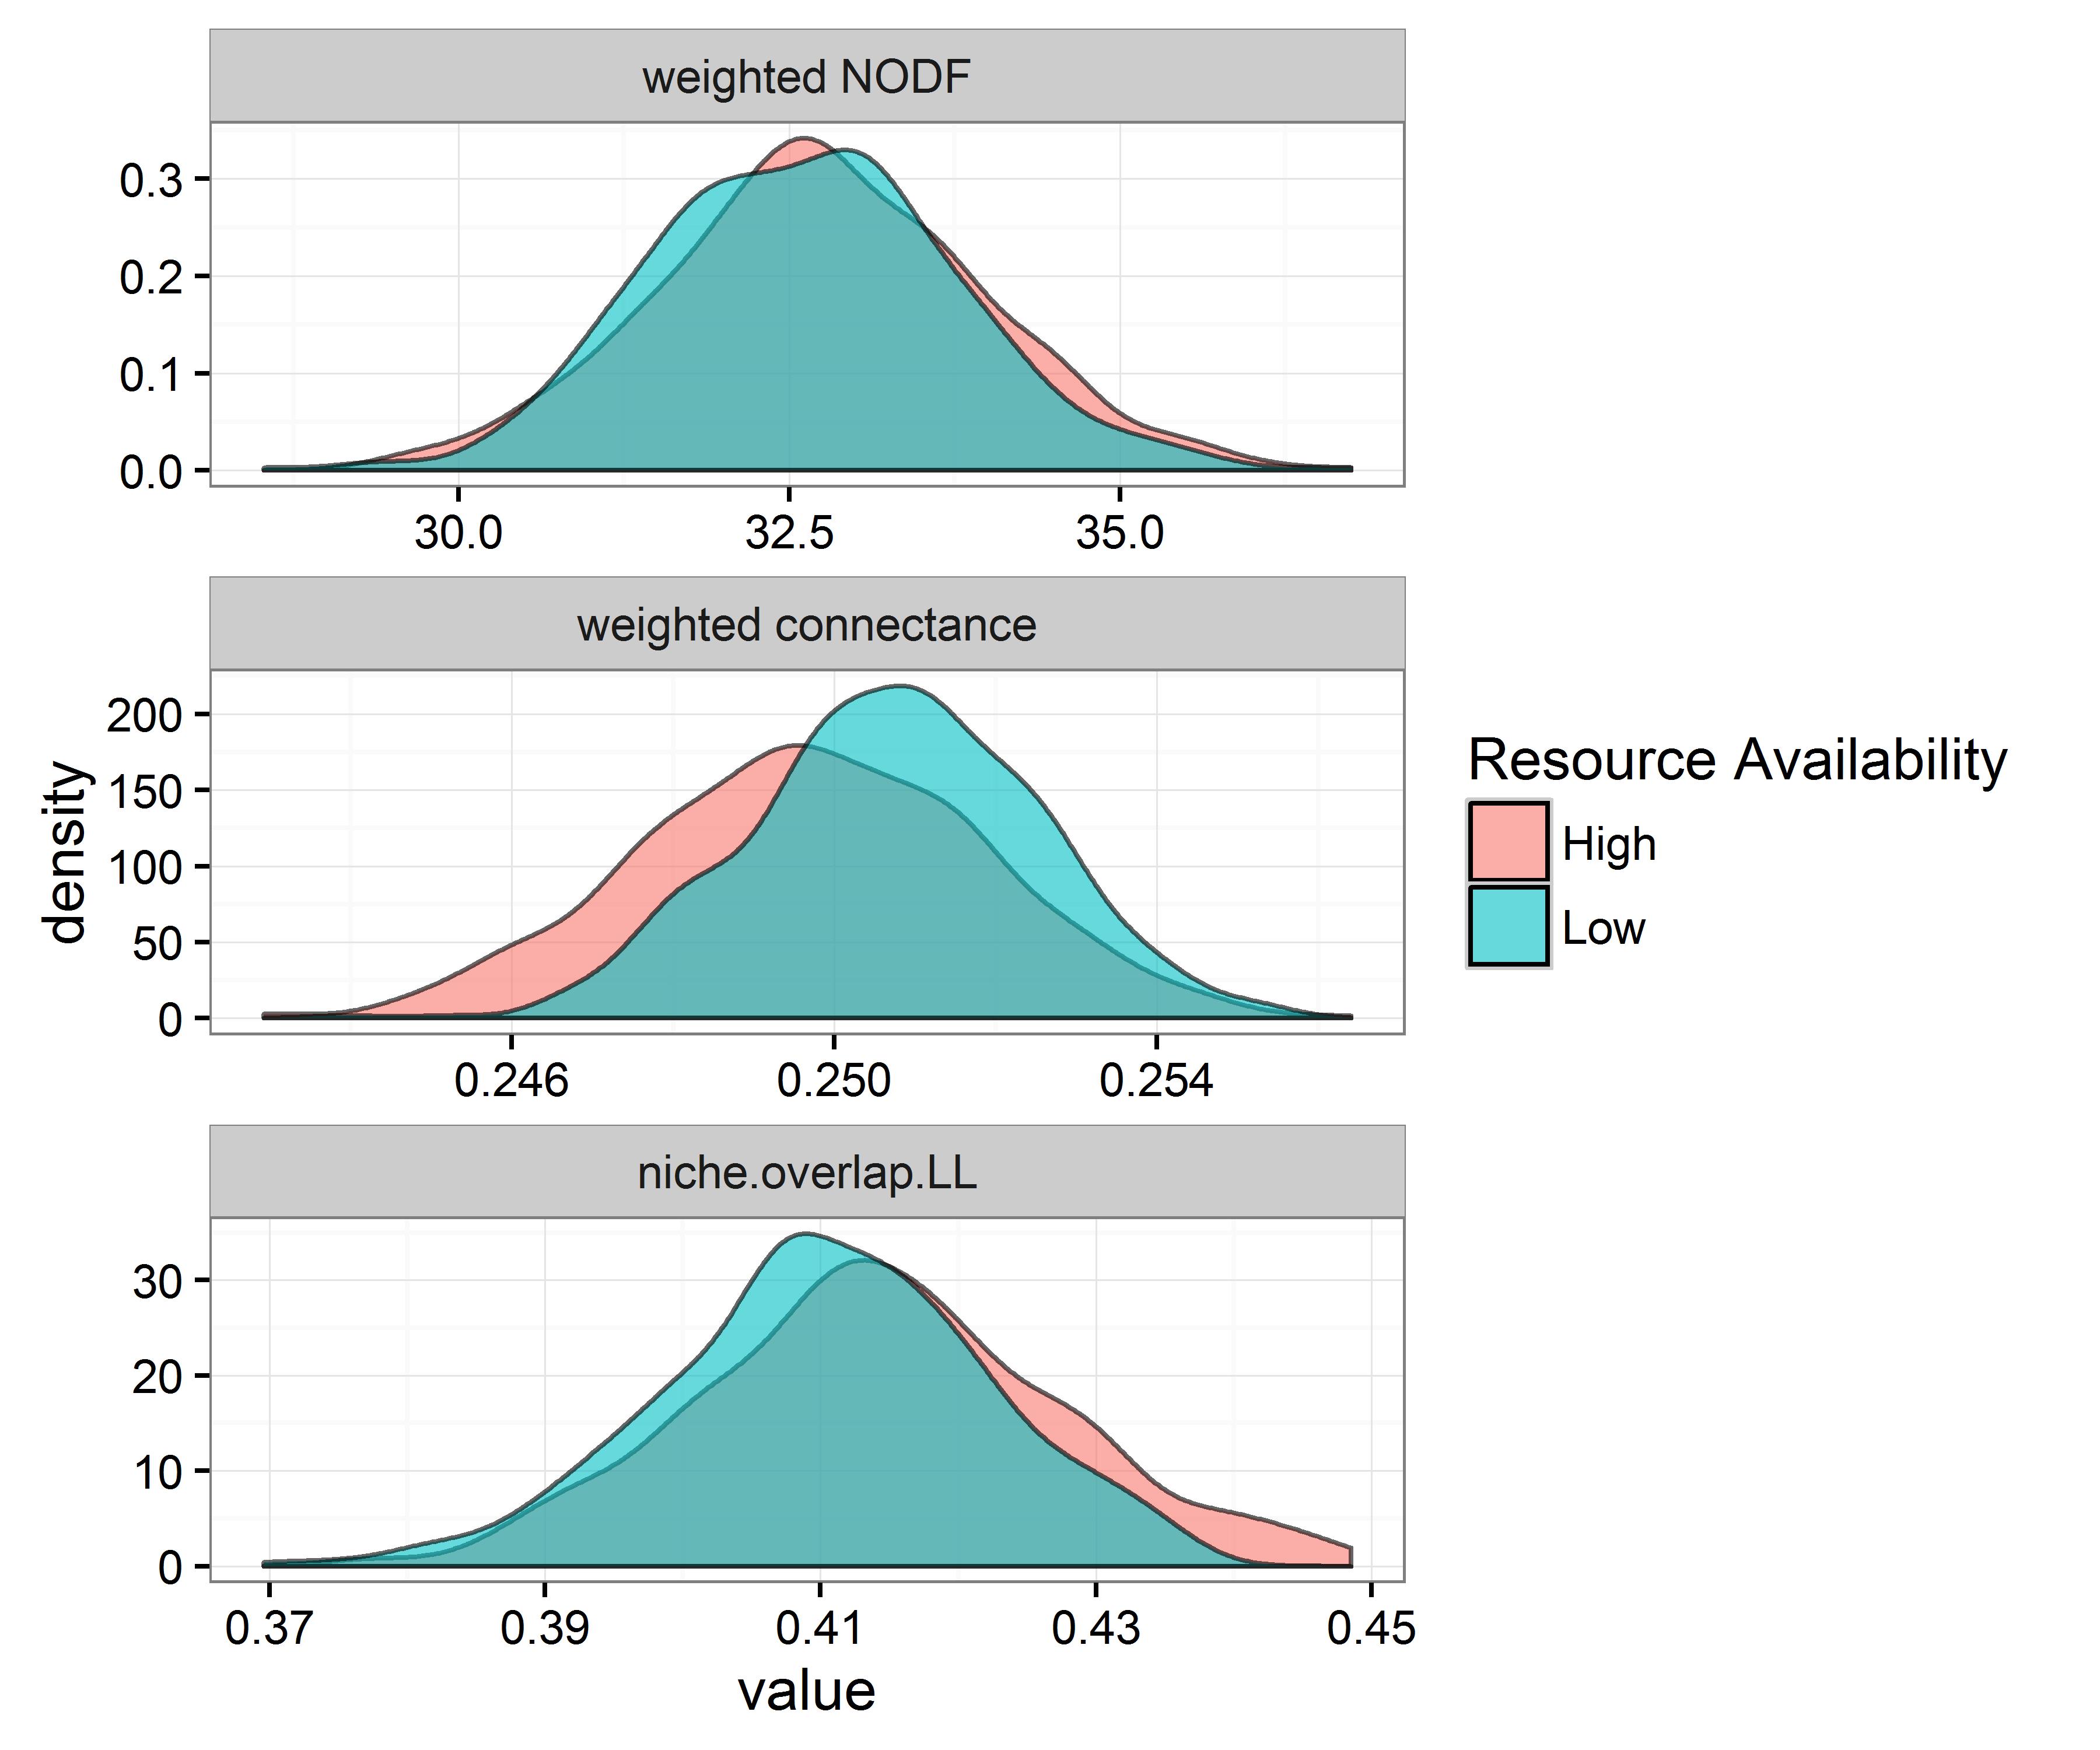 weighted NODF
0.3
0.2
0.1
0.0
30.0 32.5 35.0
weighted connectance
200
150
100
50
0
0.246 0.250 0.254
niche.overlap.LL
30
20
10
0
0.37 0.39 0.41 0.43 0.45
value
density
Resource Availability
High
Low